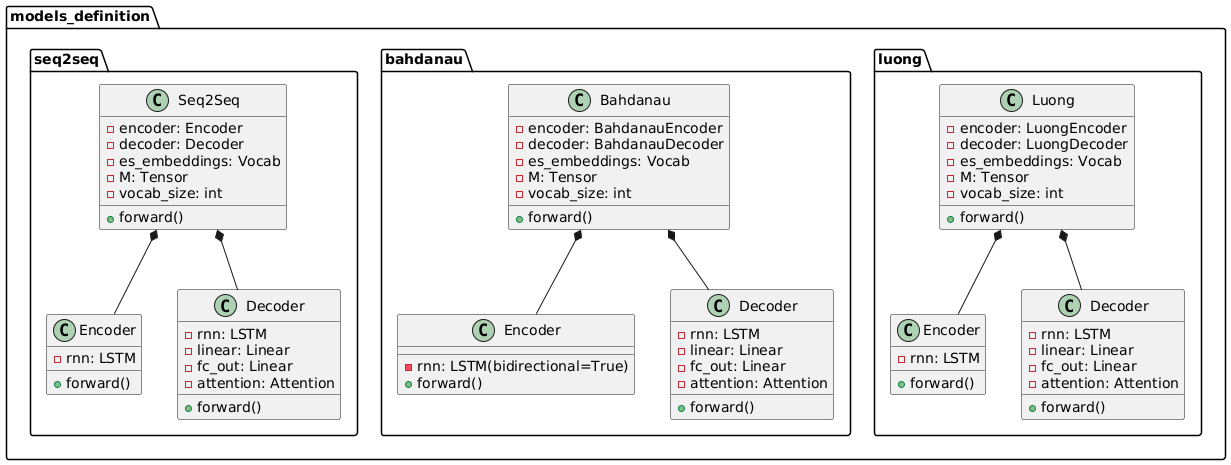 models_definition
seq2seq
C Seq2Seq
encoder: Encoder
decoder: Decoder
es_embeddings: Vocab
M: Tensor
vocab_size: int
forward()
C Encoder
rnn: LSTM
forward()
C Decoder
rnn: LSTM
linear: Linear
fc_out: Linear
attention: Attention
forward()
bahdanau
C Bahdanau
encoder: BahdanauEncoder
decoder: BahdanauDecoder
es_embeddings: Vocab
M: Tensor
vocab_size: int
forward()
C Encoder
rnn: LSTM(bidirectional=True)
forward()
C Decoder
rnn: LSTM
linear: Linear
fc_out: Linear
attention: Attention
forward()
luong
C Luong
encoder: LuongEncoder
decoder: LuongDecoder
es_embeddings: Vocab
M: Tensor
vocab_size: int
forward()
C Encoder
rnn: LSTM
forward()
C Decoder
rnn: LSTM
linear: Linear
fc_out: Linear
attention: Attention
forward()